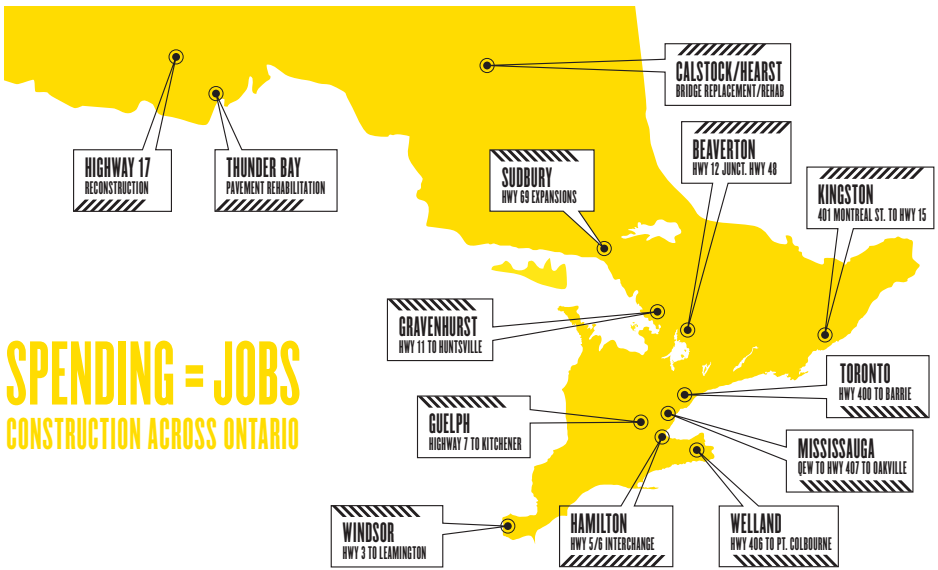 CALSTOCK/HEARST
BRIDGE REPLACEMENT/REHAB
BEAVERTON
HWY 12 JUNCT. HWY 48
HIGHWAY 17
RECONSTRUCTION
THUNDER BAY
PAVEMENT REHABILITATION
SUDBURY
HWY 69 EXPANSIONS
KINGSTON
401 MONTREAL ST. TO HWY 15
GRAVENHURST
HWY 11 TO HUNTSVILLE
SPENDING = JOBS
CONSTRUCTION ACROSS ONTARIO
TORONTO
HWY 400 TO BARRIE
GUELPH
HIGHWAY 7 TO KITCHENER
MISSISSAUGA
QEW TO HWY 407 TO OAKVILLE
WINDSOR
HWY 3 TO LEAMINGTON
HAMILTON
HWY 5/6 INTERCHANGE
WELLAND
HWY 406 TO PT. COLBOURNE